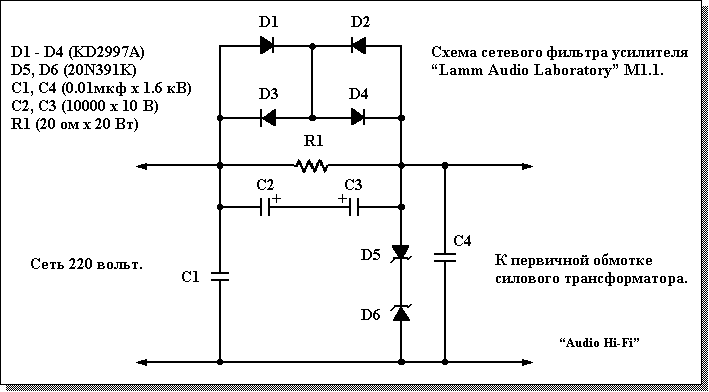 D1
D2
D1 - D4 (KD2997A)
D5, D6 (20N391K)
C1, C4 (0.01мкф x 1.6 кВ)
C2, C3 (10000 x 10 В)
R1 (20 ом x 20 Вт)
Схема сетевого фильтра усилителя
“Lamm Audio Laboratory” M1.1.
D3
D4
R1
C2
+
+
C3
D5
C4
Сеть 220 вольт.
C1
К первичной обмотке
силового трансформатора.
D6
“Audio Hi-Fi”